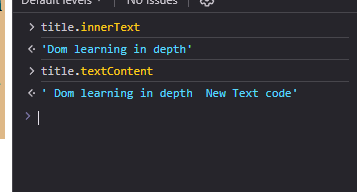 Default levels No Issues
> title.innerText
<· 'Dom learning in depth'
> title.textContent
<· ' Dom learning in depth  New Text code'
>